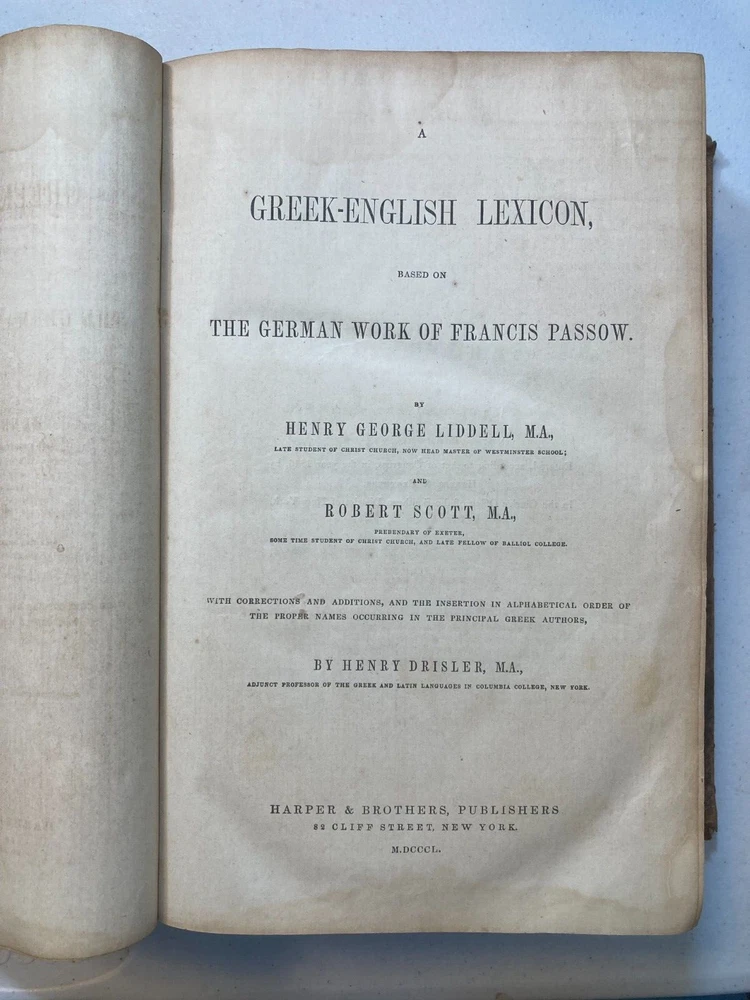 A
GREEK-ENGLISH LEXICON,
BASED ON
THE GERMAN WORK OF FRANCIS PASSOW.
BY
HENRY GEORGE LIDDELL, M.A.,
LATE STUDENT OF CHRIST CHURCH, NOW HEAD MASTER OF WESTMINSTER SCHOOL;
AND
ROBERT SCOTT, M.A.,
PREBENDARY OF EXETER,
SOME TIME STUDENT OF CHRIST CHURCH, AND LATE FELLOW OF BALLIOL COLLEGE.
WITH CORRECTIONS AND ADDITIONS, AND THE INSERTION IN ALPHABETICAL ORDER OF
THE PROPER NAMES OCCURRING IN THE PRINCIPAL GREEK AUTHORS,
BY HENRY DRISLER, M.A.,
ADJUNCT PROFESSOR OF THE GREEK AND LATIN LANGUAGES IN COLUMBIA COLLEGE, NEW YORK.
HARPER & BROTHERS, PUBLISHERS
82 CLIFF STREET, NEW YORK.
M.DCCCL.